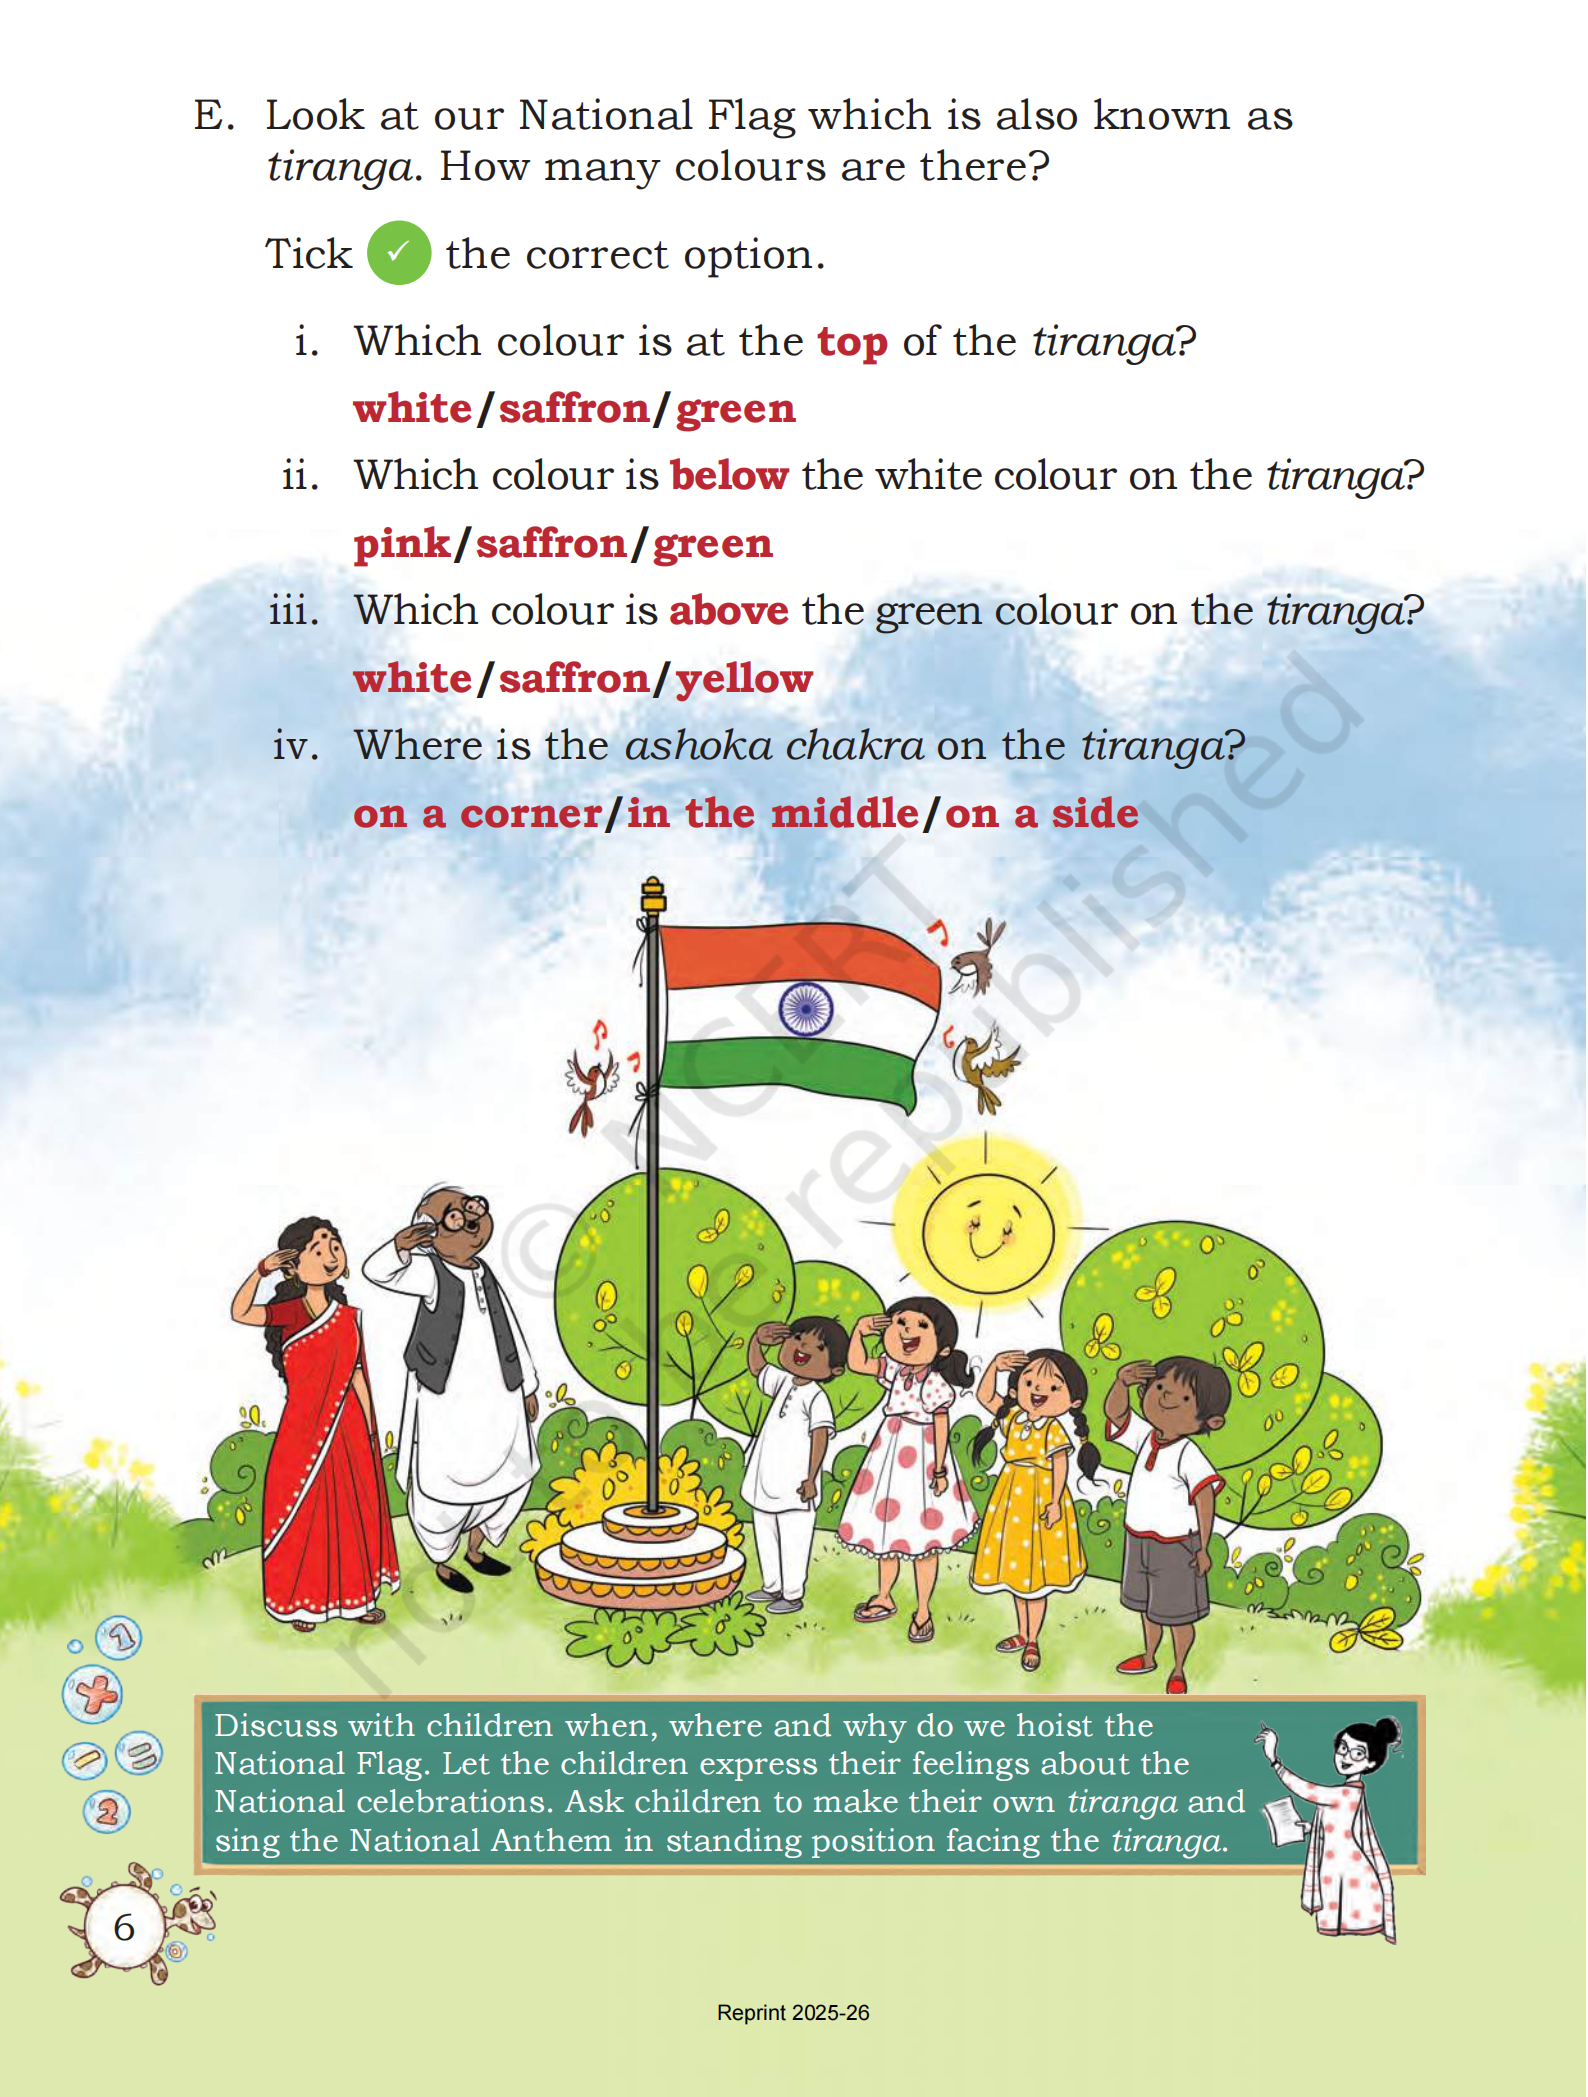 E. Look at our National Flag which is also known as
tiranga. How many colours are there?
Tick ✓ the correct option.
i. Which colour is at the top of the tiranga?
white/saffron/green
ii. Which colour is below the white colour on the tiranga?
pink/saffron/green
iii. Which colour is above the green colour on the tiranga?
white/saffron/yellow
iv. Where is the ashoka chakra on the tiranga?
on a corner/in the middle/on a side
© NCERT
not to be republished
1
+
=
2
Discuss with children when, where and why do we hoist the
National Flag. Let the children express their feelings about the
National celebrations. Ask children to make their own tiranga and
sing the National Anthem in standing position facing the tiranga.
6
Reprint 2025-26